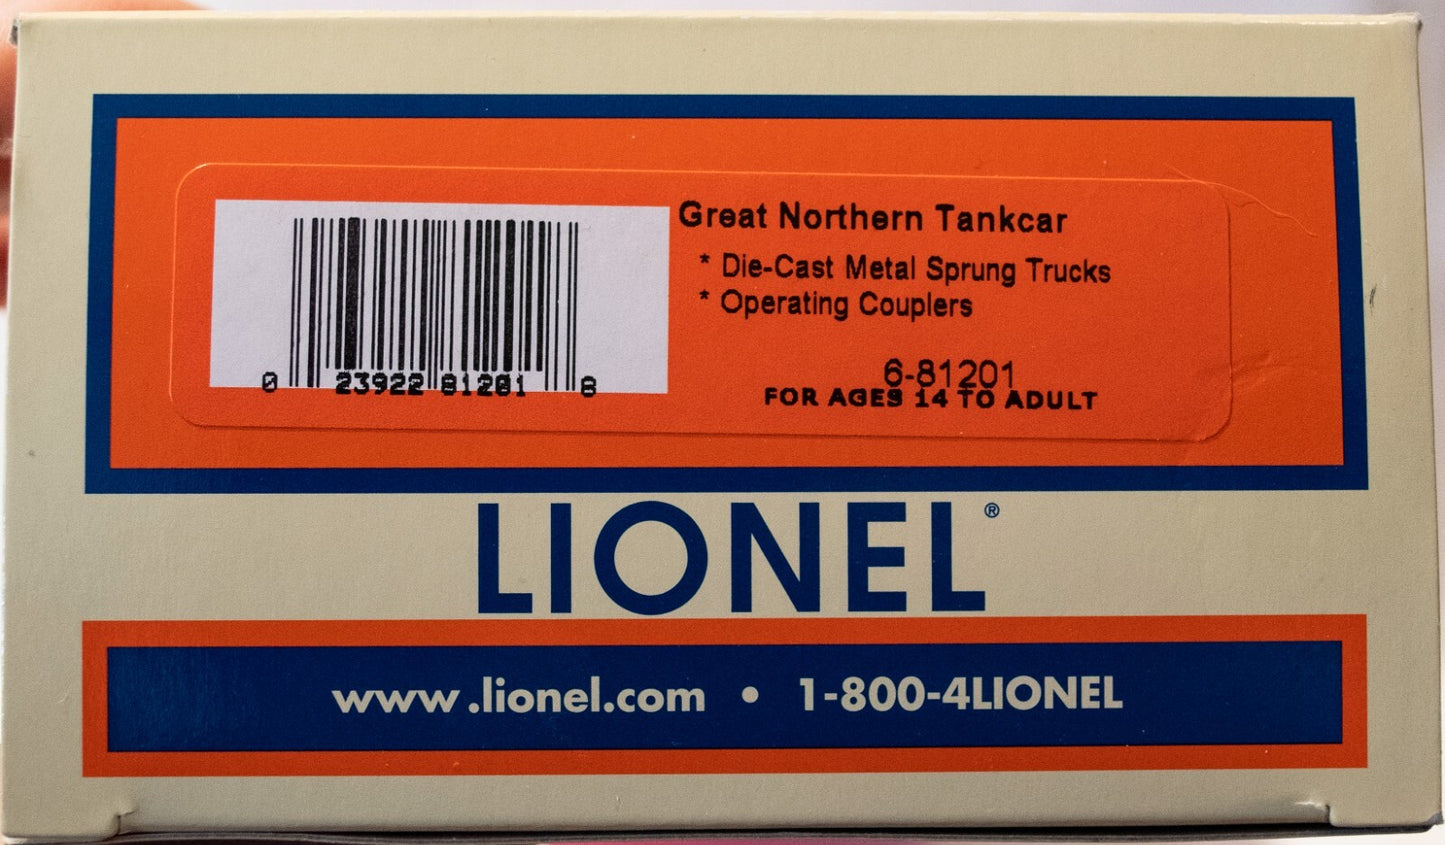 Great Northern Tankcar
* Die-Cast Metal Sprung Trucks
* Operating Couplers
6-81201
FOR AGES 14 TO ADULT
0 23922 81201 8
LIONEL®
www.lionel.com • 1-800-4LIONEL